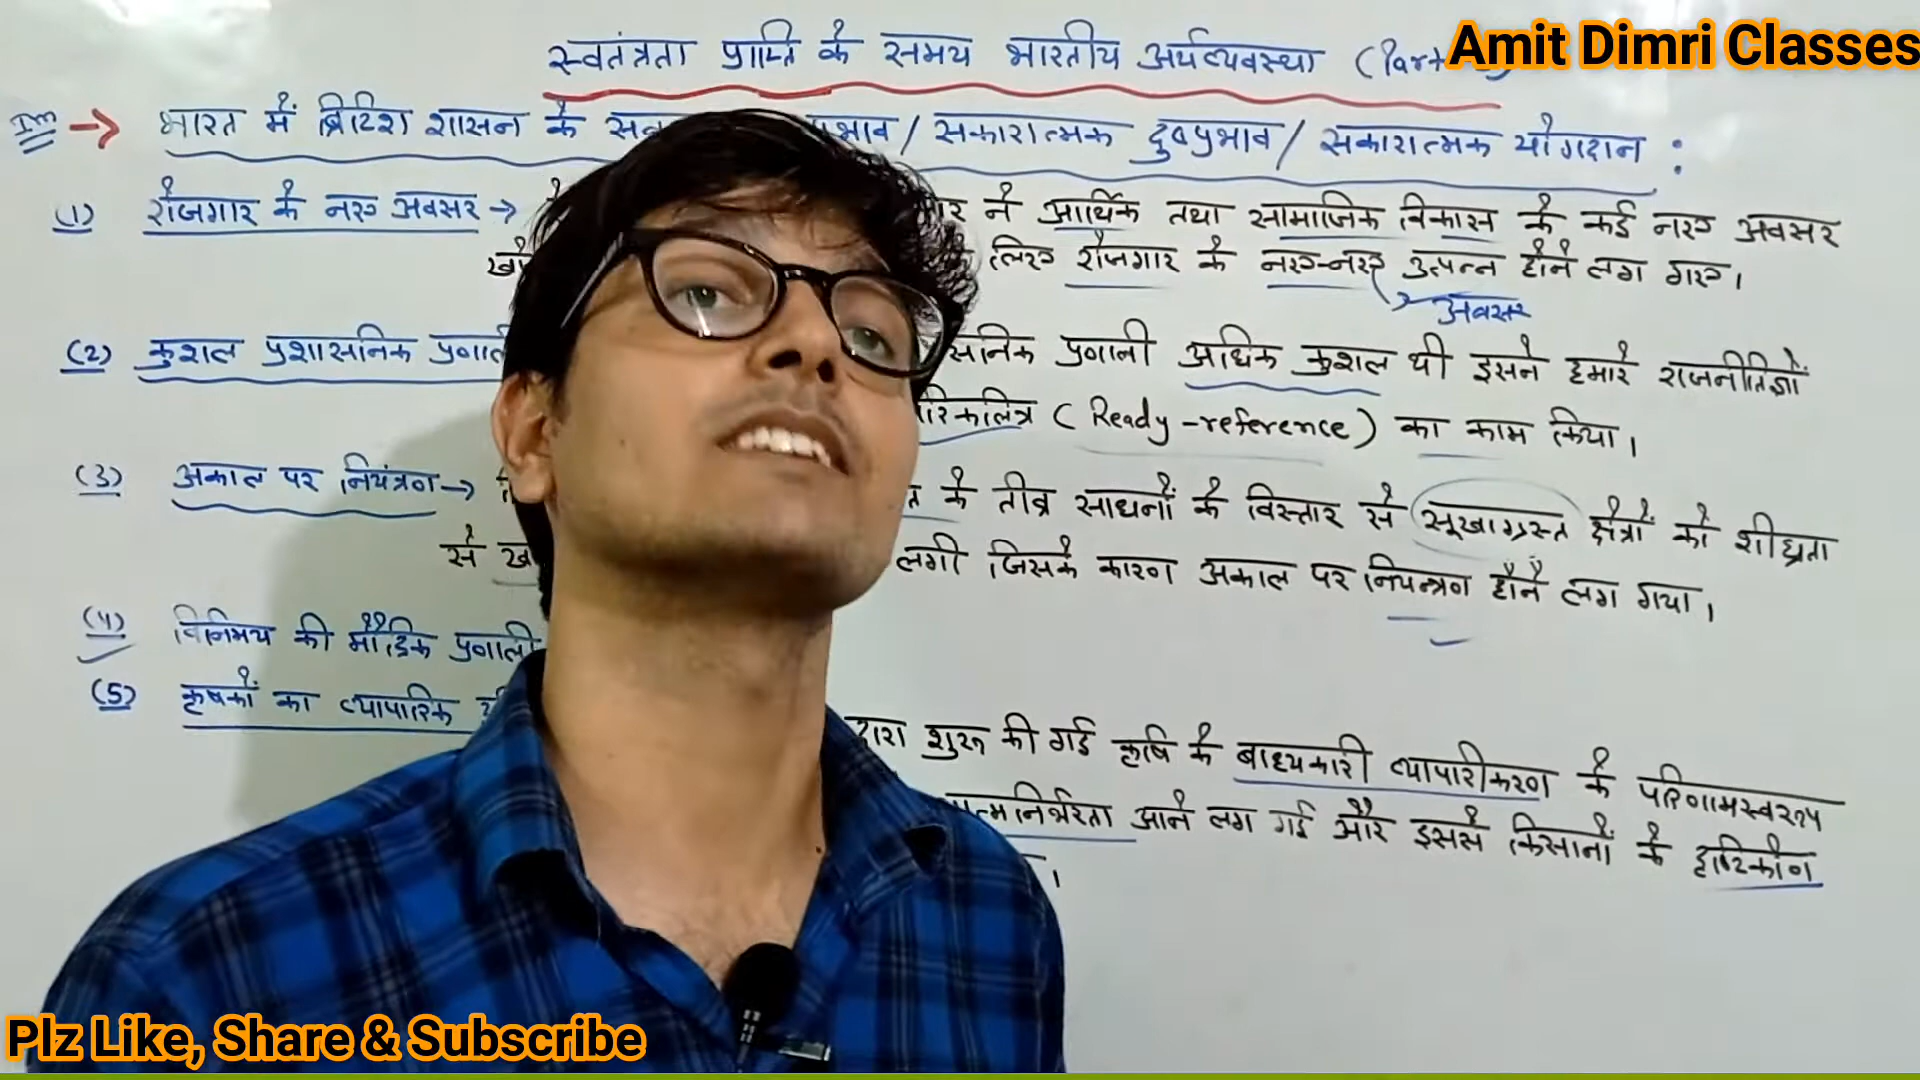 Amit Dimri Classes
स्वतंत्रता प्राप्ति के समय भारतीय अर्थव्यवस्था (Part
Imp → भारत में ब्रिटिश शासन के प्रभाव / सकारात्मक दुष्प्रभाव / सकारात्मक योगदान :
(1) रोजगार के नए अवसर → ने आर्थिक तथा सामाजिक विकास के कई नए अवसर
लिए रोजगार के नए-नए उत्पन्न होने लग गए।
अवसर
(2) कुशल प्रशासनिक अधिक कुशल थी इसने हमारे राजनीतिज्ञों
(Ready-reference) का काम किया।
(3) अकाल पर नियंत्रण → के तीव्र साधनों के विस्तार से सूखाग्रस्त क्षेत्रों को शीघ्रता
से लगी जिसके कारण अकाल पर नियन्त्रण होने लग गया।
(4) विनिमय की मौद्रिक प्रणाली
(5) कृषकों का व्यापारिक
शुरू की गई कृषि के बाध्यकारी व्यापारीकरण के परिणामस्वरूप
आने लग गई और इससे किसानों के दृष्टिकोण
।
Plz Like, Share & Subscribe